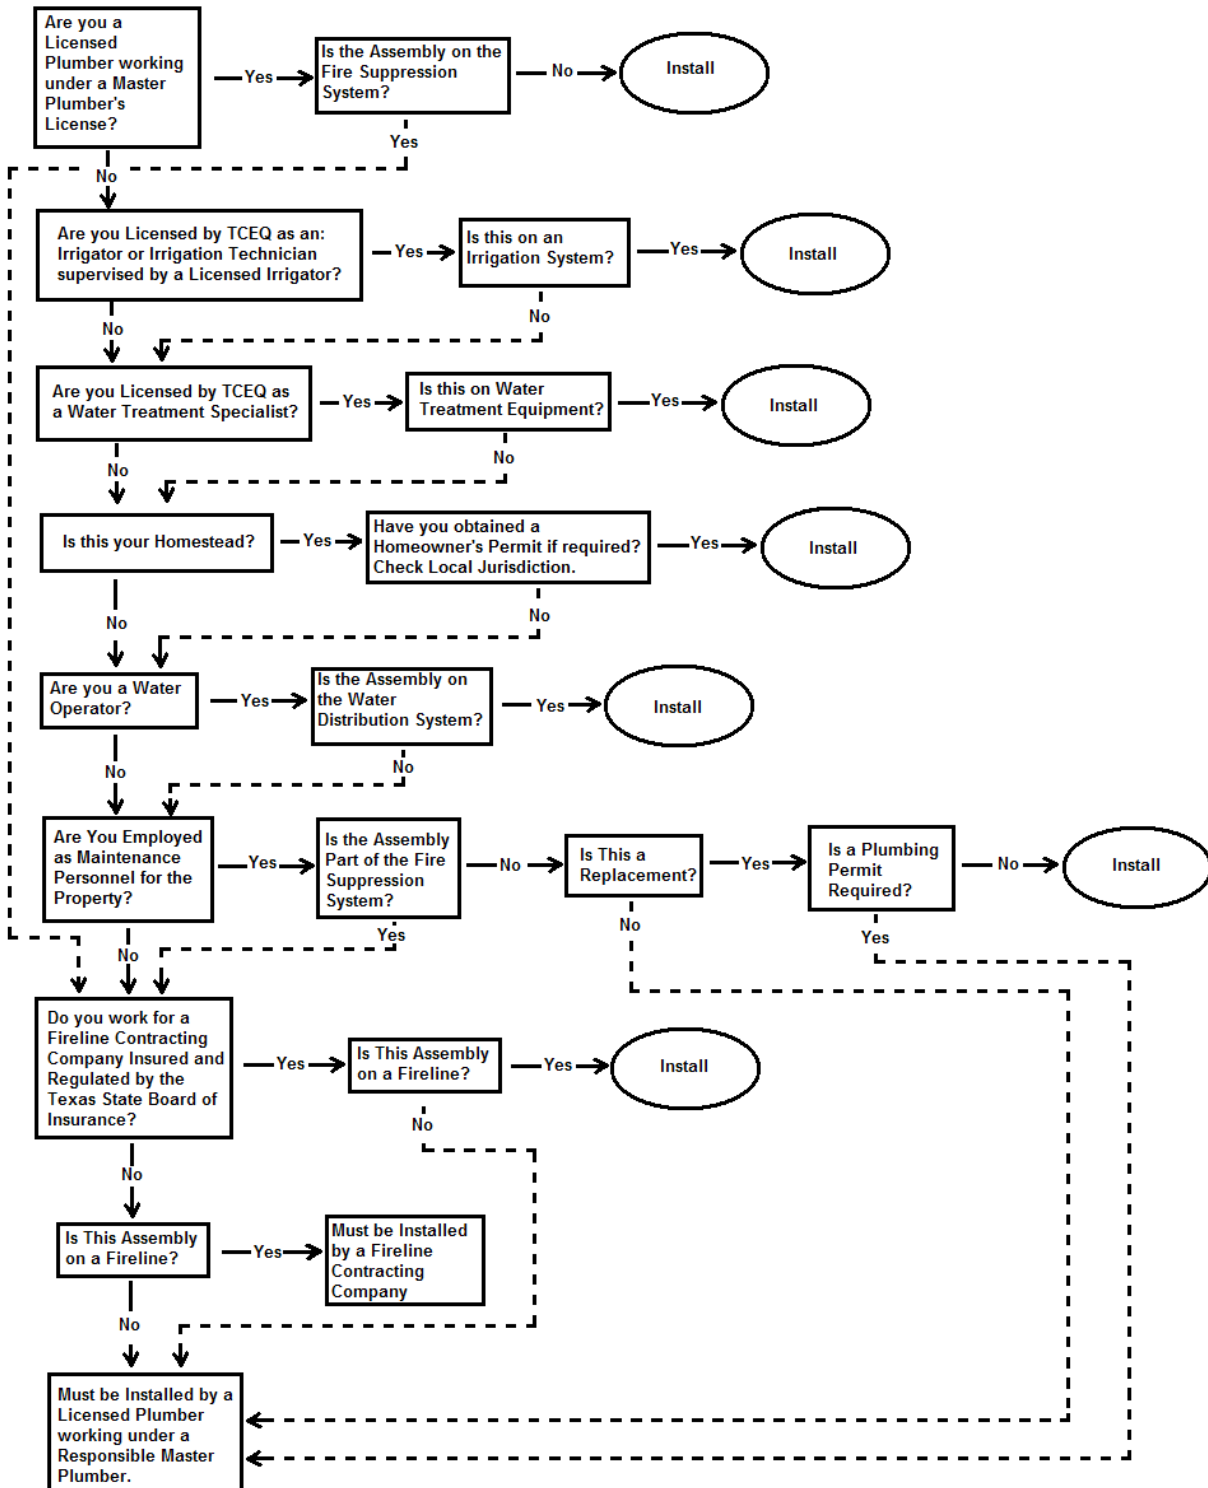 Are you a
Licensed
Plumber working
under a Master
Plumber's
License?
Yes
Is the Assembly on the
Fire Suppression
System?
No
Install
Yes
No
Are you Licensed by TCEQ as an:
Irrigator or Irrigation Technician
supervised by a Licensed Irrigator?
Yes
Is this on an
Irrigation System?
Yes
Install
No
No
Are you Licensed by TCEQ as
a Water Treatment Specialist?
Yes
Is this on Water
Treatment Equipment?
Yes
Install
No
No
Is this your Homestead?
Yes
Have you obtained a
Homeowner's Permit if required?
Check Local Jurisdiction.
Yes
Install
No
No
Are you a Water
Operator?
Yes
Is the Assembly on
the Water
Distribution System?
Yes
Install
No
No
Are You Employed
as Maintenance
Personnel for the
Property?
Yes
Is the Assembly
Part of the Fire
Suppression
System?
No
Is This a
Replacement?
Yes
Is a Plumbing
Permit
Required?
No
Install
Yes
No
Yes
No
Do you work for a
Fireline Contracting
Company Insured and
Regulated by the
Texas State Board of
Insurance?
Yes
Is This Assembly
on a Fireline?
Yes
Install
No
No
Is This Assembly
on a Fireline?
Yes
Must be Installed
by a Fireline
Contracting
Company
No
Must be Installed by a
Licensed Plumber
working under a
Responsible Master
Plumber.